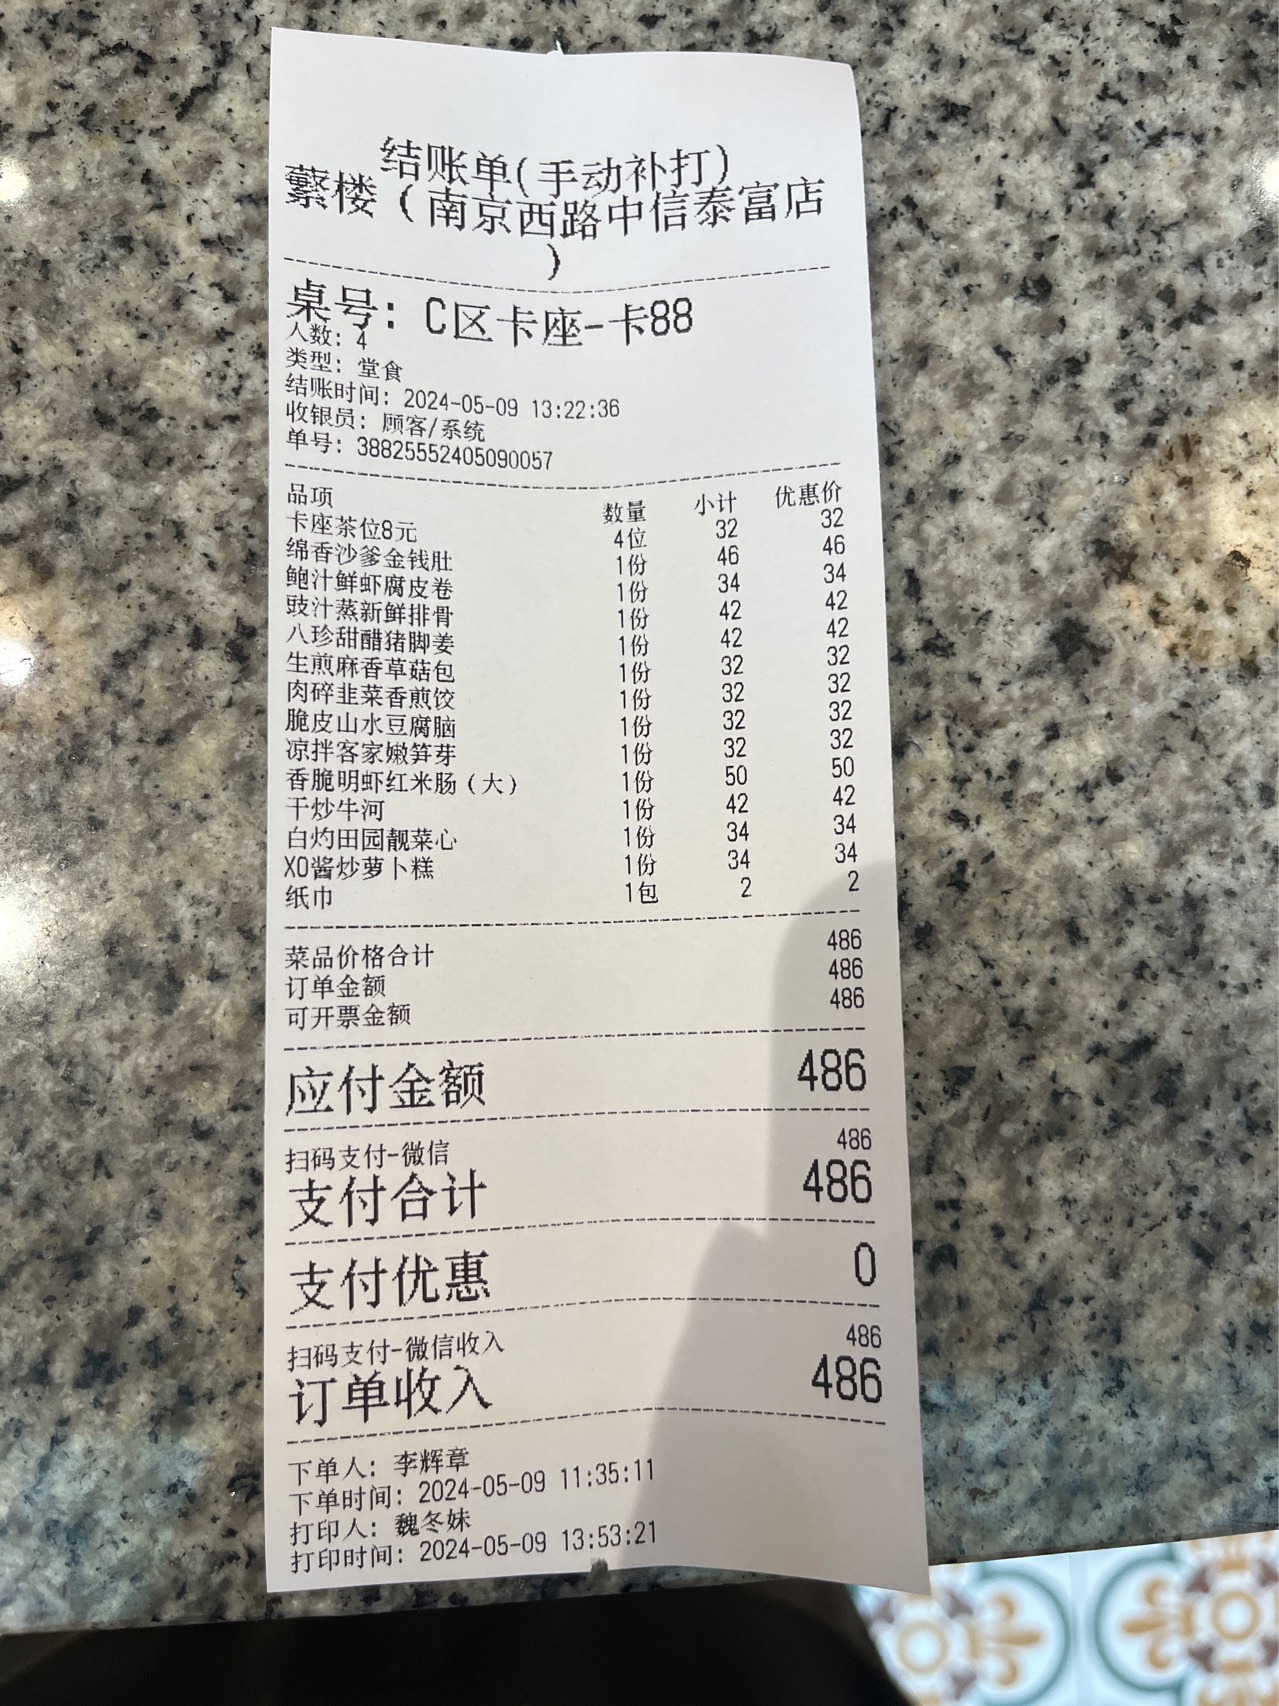 结账单(手动补打)
蘩楼（南京西路中信泰富店
）
桌号: C区卡座-卡88
人数: 4
类型: 堂食
结账时间: 2024-05-09 13:22:36
收银员: 顾客/系统
单号: 38825552405090057
品项 数量 小计 优惠价
卡座茶位8元 4位 32 32
绵香沙爹金钱肚 1份 46 46
鲍汁鲜虾腐皮卷 1份 34 34
豉汁蒸新鲜排骨 1份 42 42
八珍甜醋猪脚姜 1份 42 42
生煎麻香草菇包 1份 32 32
肉碎韭菜香煎饺 1份 32 32
脆皮山水豆腐脑 1份 32 32
凉拌客家嫩笋芽 1份 32 32
香脆明虾红米肠（大） 1份 50 50
干炒牛河 1份 42 42
白灼田园靓菜心 1份 34 34
XO酱炒萝卜糕 1份 34 34
纸巾 1包 2 2
菜品价格合计 486
订单金额 486
可开票金额 486
应付金额 486
扫码支付-微信 486
支付合计 486
支付优惠 0
扫码支付-微信收入 486
订单收入 486
下单人: 李辉章
下单时间: 2024-05-09 11:35:11
打印人: 魏冬妹
打印时间: 2024-05-09 13:53:21